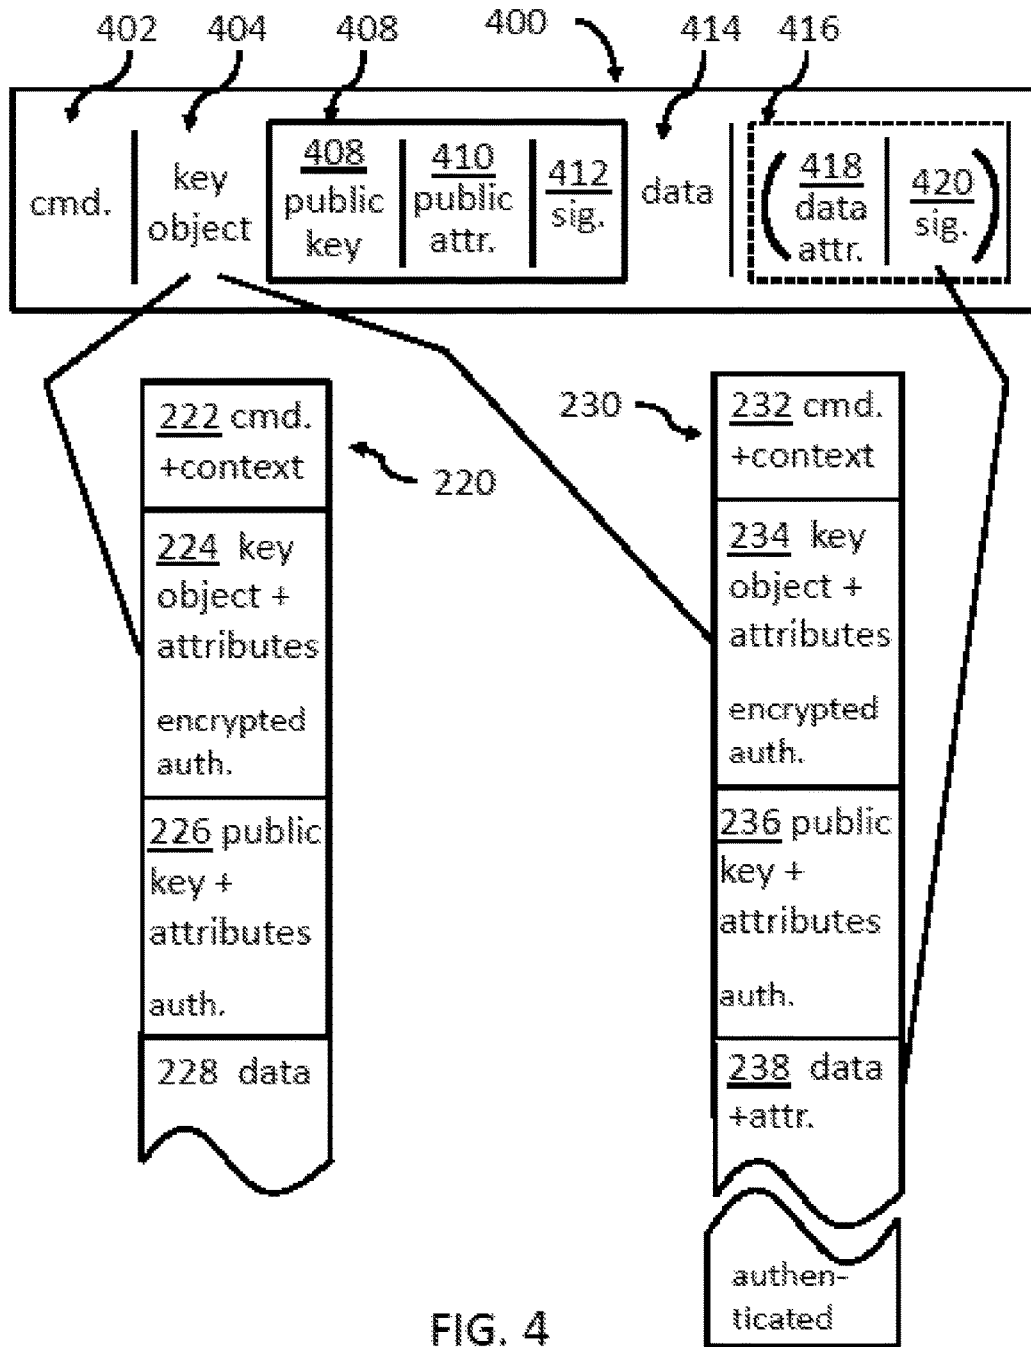 402 404 408 400 414 416
cmd.
key
object
408
public
key
410
public
attr.
412
sig.
data
(418
data
attr.
420)
sig.
222 cmd.
+context
220
224 key
object +
attributes
encrypted
auth.
226 public
key +
attributes
auth.
228 data
230
232 cmd.
+context
234 key
object +
attributes
encrypted
auth.
236 public
key +
attributes
auth.
238 data
+attr.
authen-
ticated
FIG. 4